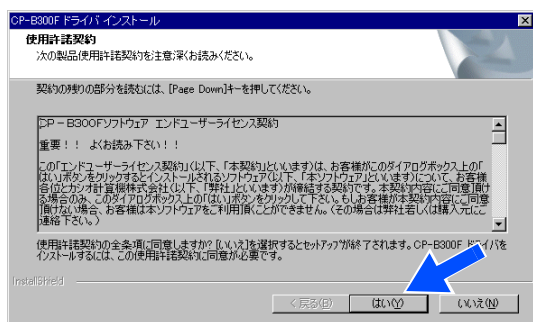 CP-B300F ドライバ インストール
使用許諾契約
次の製品使用許諾契約を注意深くお読みください。
契約の残りの部分を読むには、[Page Down]キーを押してください。
CP－B300Fソフトウェア エンドユーザーライセンス契約
重要！！ よくお読み下さい！！
この「エンドユーザーライセンス契約」（以下、「本契約」といいます）は、お客様がこのダイアログボックス上の「
はい」ボタンをクリックするとインストールされるソフトウェア（以下、「本ソフトウェア」といいます）について、お客様
各位とカシオ計算機株式会社（以下、「弊社」といいます）が締結する契約です。本契約内容にご同意頂け
る場合のみ、このダイアログボックス上の「はい」ボタンをクリックして下さい。もしお客様が本契約内容にご同意
頂けない場合、お客様は本ソフトウェアをご利用頂くことができません。（その場合は弊社若しくは購入元にご
連絡下さい。）
使用許諾契約の全条項に同意しますか? [いいえ]を選択するとセットアップが終了されます。CP-B300F ドライバを
インストールするには、この使用許諾契約に同意が必要です。
InstallShield
< 戻る(B)
はい(Y)
いいえ(N)